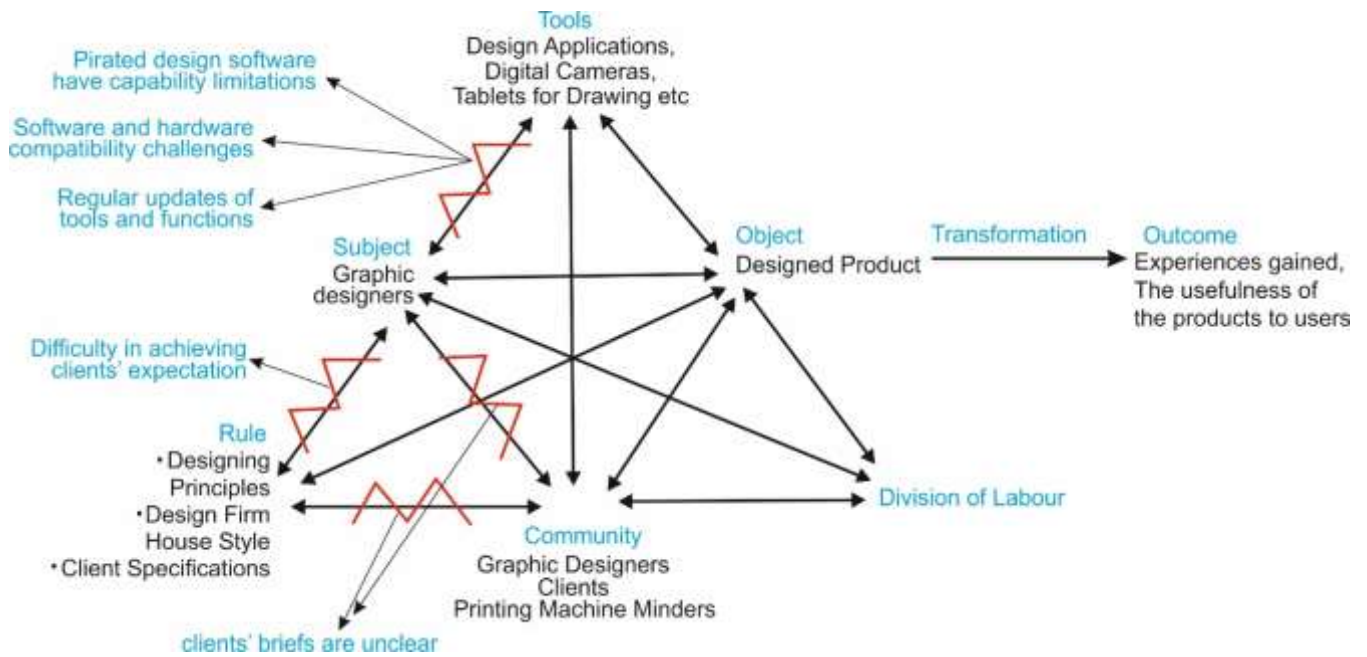 Tools
Design Applications,
Digital Cameras,
Tablets for Drawing etc
Pirated design software
have capability limitations
Software and hardware
compatibility challenges
Regular updates of
tools and functions
Subject
Graphic
designers
Object
Designed Product
Transformation
Outcome
Experiences gained,
The usefulness of
the products to users
Difficulty in achieving
clients' expectation
Rule
• Designing
Principles
• Design Firm
House Style
• Client Specifications
Community
Graphic Designers
Clients
Printing Machine Minders
Division of Labour
clients' briefs are unclear